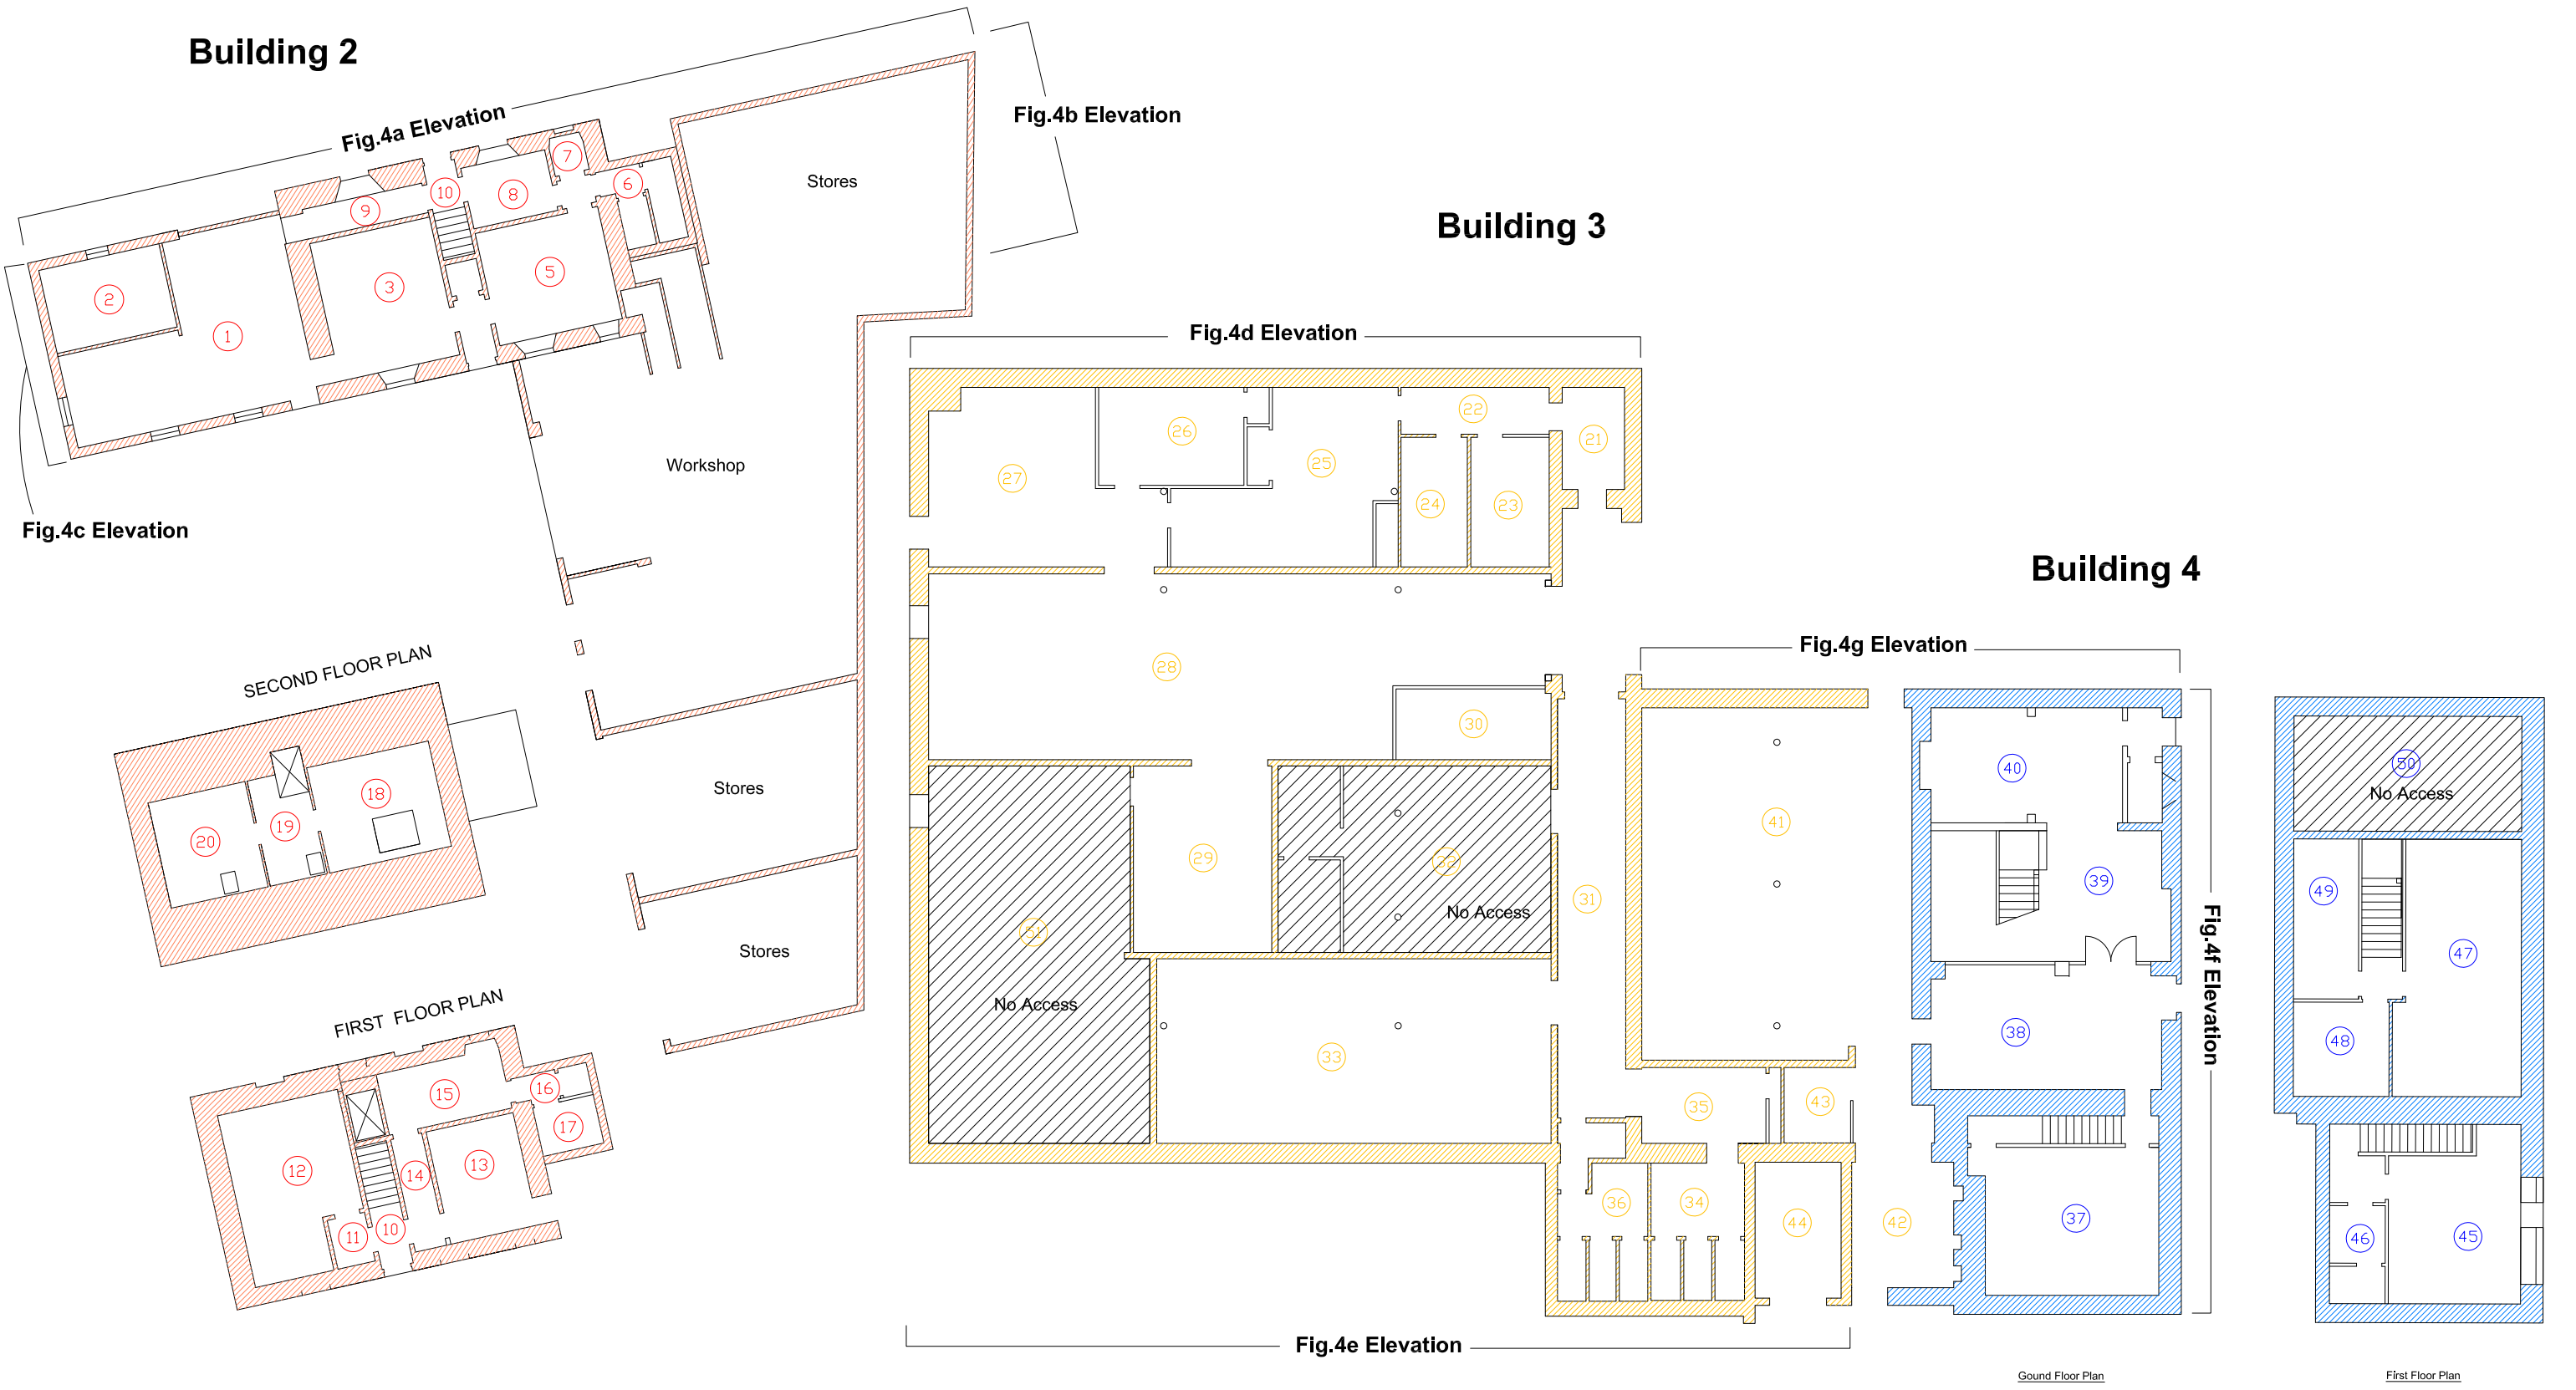 Building 2
Fig.4a Elevation
Fig.4b Elevation
Stores
7
6
10
8
9
5
3
2
1
Workshop
Fig.4c Elevation
Stores
Stores
SECOND FLOOR PLAN
18
19
20
FIRST FLOOR PLAN
16
15
17
13
12
14
10
11
Building 3
Fig.4d Elevation
22
26
21
25
27
24
23
28
30
29
32
No Access
31
51
No Access
33
41
35
43
36
34
44
42
Fig.4e Elevation
Building 4
Fig.4g Elevation
Fig.4f Elevation
40
39
38
37
Gound Floor Plan
50
No Access
49
47
48
46
45
First Floor Plan